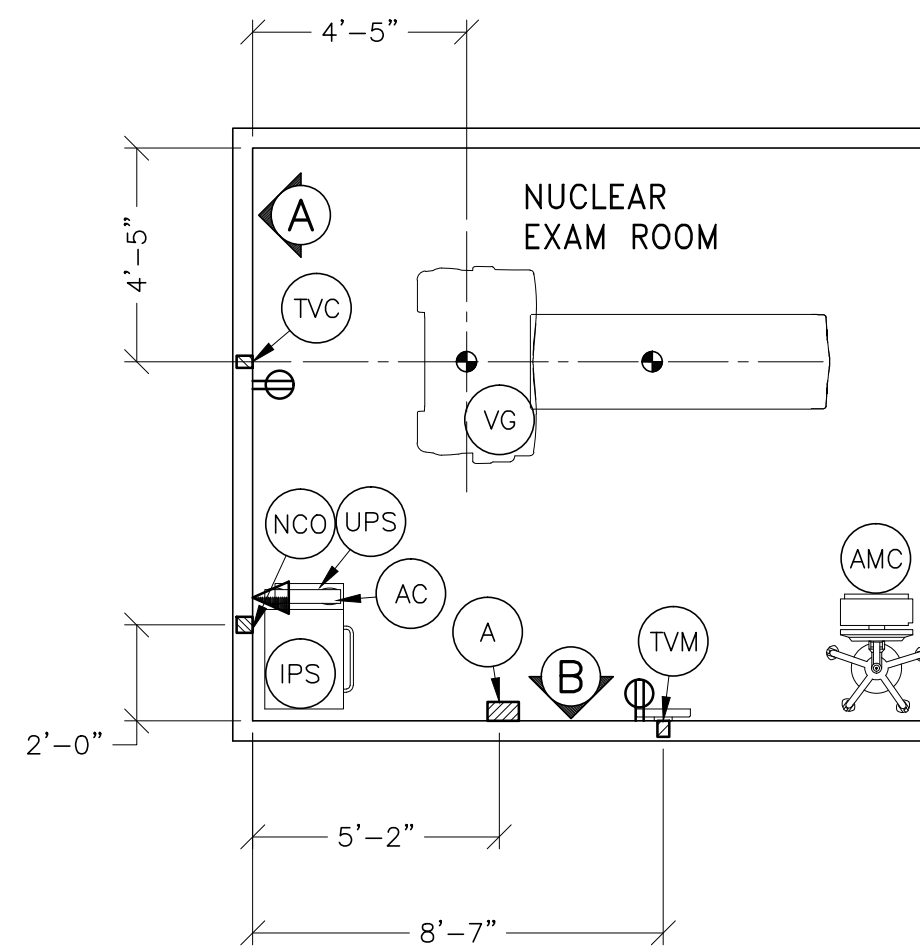 4’-5”
4’-5”
A
NUCLEAR
EXAM ROOM
TVC
VG
NCO
UPS
AC
AMC
A
TVM
IPS
B
2’-0”
5’-2”
8’-7”